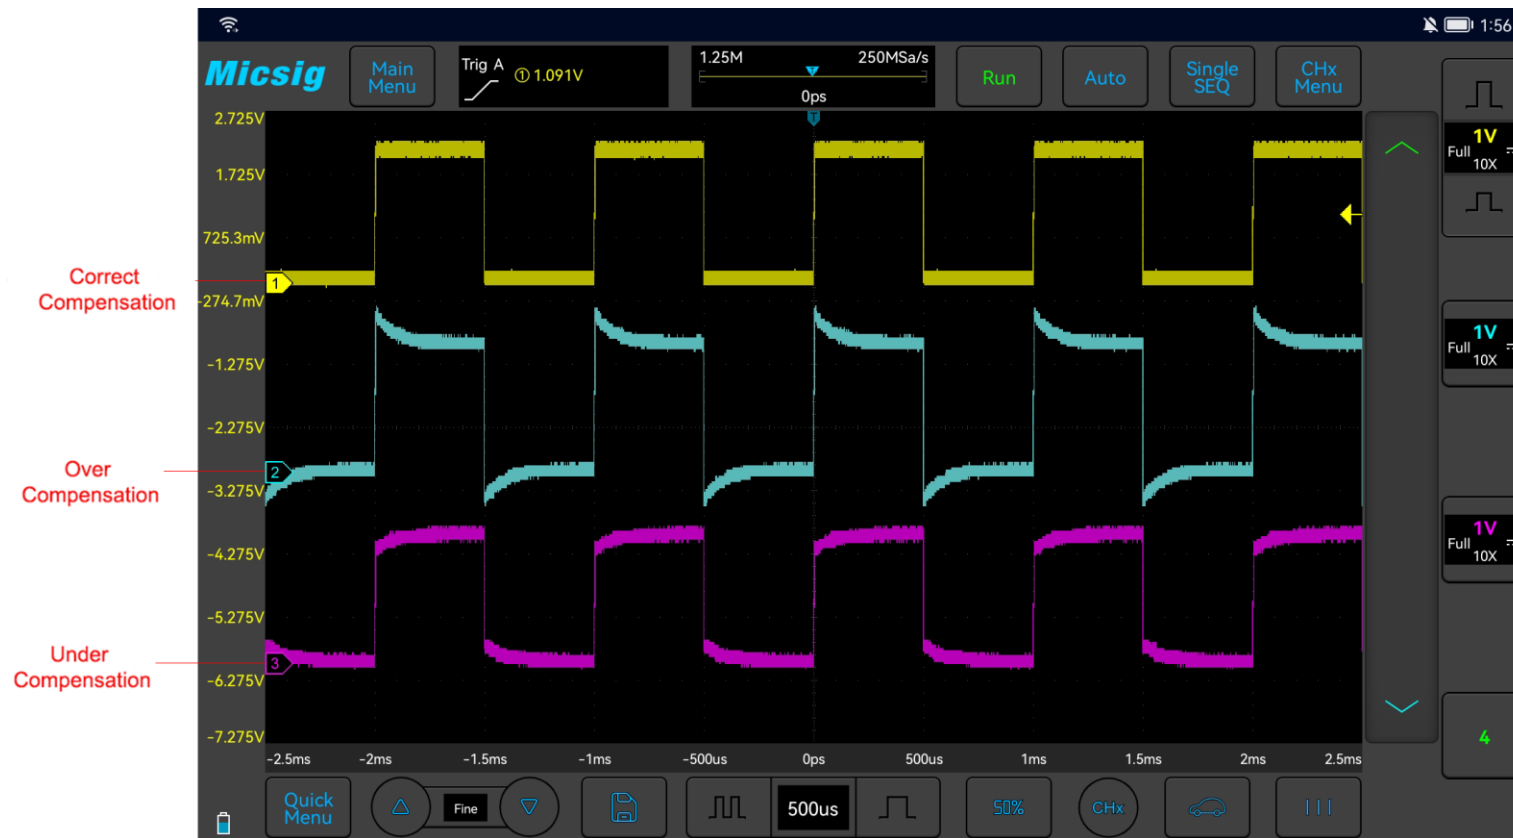 1:56
Micsig
Main
Menu
Trig A
① 1.091V
1.25M
250MSa/s
T
0ps
Run
Auto
Single
SEQ
CHx
Menu
T
2.725V
1.725V
725.3mV
-274.7mV
-1.275V
-2.275V
-3.275V
-4.275V
-5.275V
-6.275V
-7.275V
Correct
Compensation
1
Over
Compensation
2
Under
Compensation
3
1V
Full
10X
1V
Full
10X
1V
Full
10X
4
-2.5ms
-2ms
-1.5ms
-1ms
-500us
0ps
500us
1ms
1.5ms
2ms
2.5ms
Quick
Menu
Fine
500us
50%
CHx